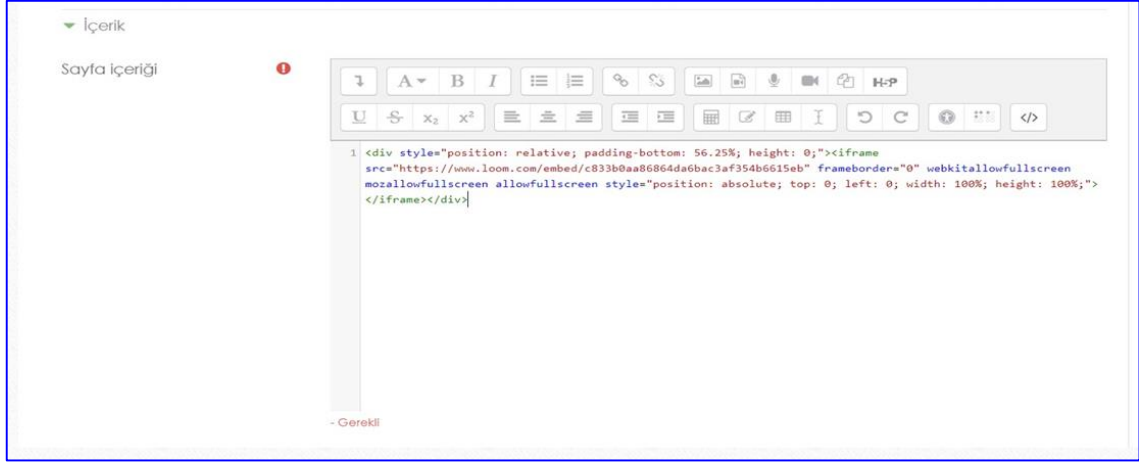 İçerik
Sayfa içeriği
A B I H-P
U S x₂ x² </>
1 <div style="position: relative; padding-bottom: 56.25%; height: 0;"><iframe
src="https://www.loom.com/embed/c833b0aa86864da6bac3af354b6615eb" frameborder="0" webkitallowfullscreen
mozallowfullscreen allowfullscreen style="position: absolute; top: 0; left: 0; width: 100%; height: 100%;">
</iframe></div>
- Gerekli